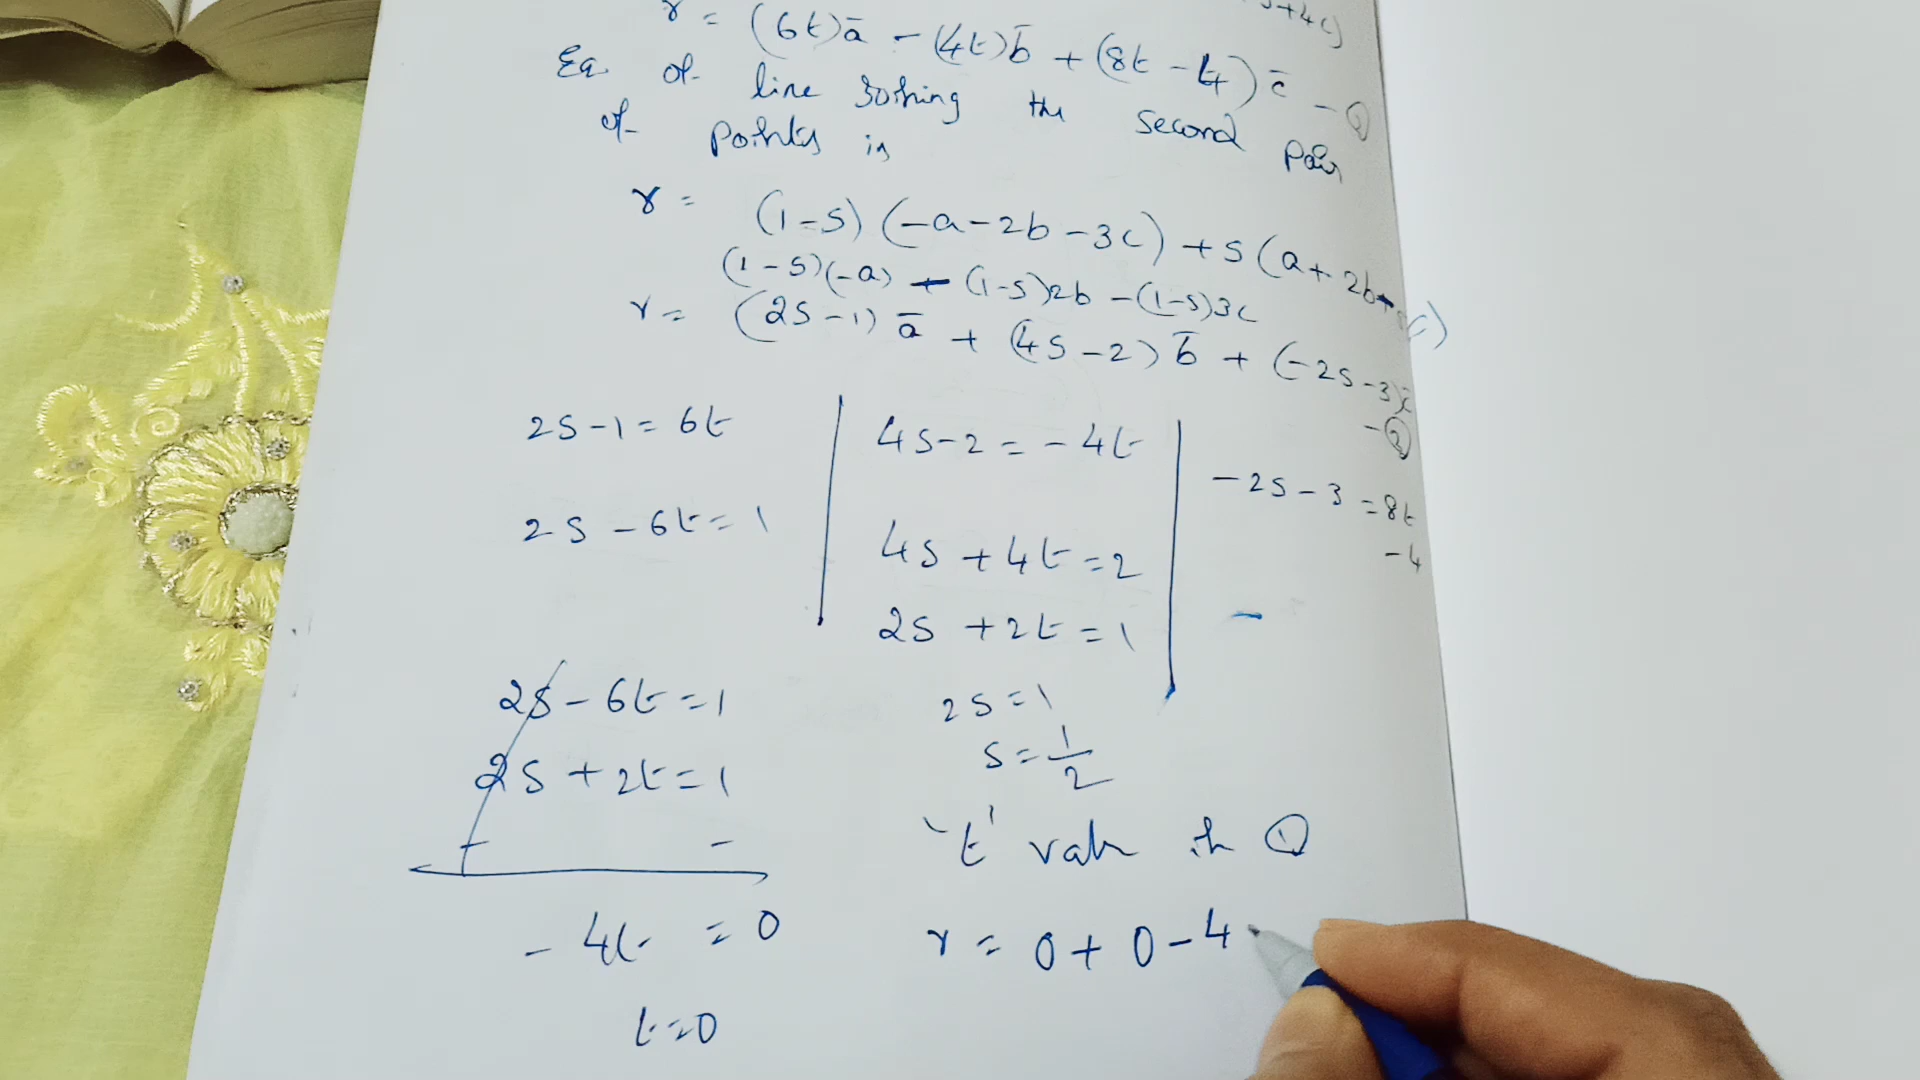 s+4c)
r = (6t)a̅ - (4t)b̅ + (8t - 4) c̅ -①
Eq of line Joining the second pair
of points is
r = (1-s) (-a-2b-3c) + s (a+2b-
(1-s)(-a) + (1-s)2b - (1-s)3c
r = (2s-1) a̅ + (4s-2) b̅ + (-2s-3)c̅
-②
2s-1 = 6t
2s - 6t = 1
4s-2 = -4t
4s + 4t = 2
2s + 2t = 1
-2s-3 = 8t
-4
-
2s - 6t = 1
2s + 2t = 1
- -
-4t = 0
t = 0
2s = 1
s = 1/2
't' valu in ①
r = 0 + 0 - 4